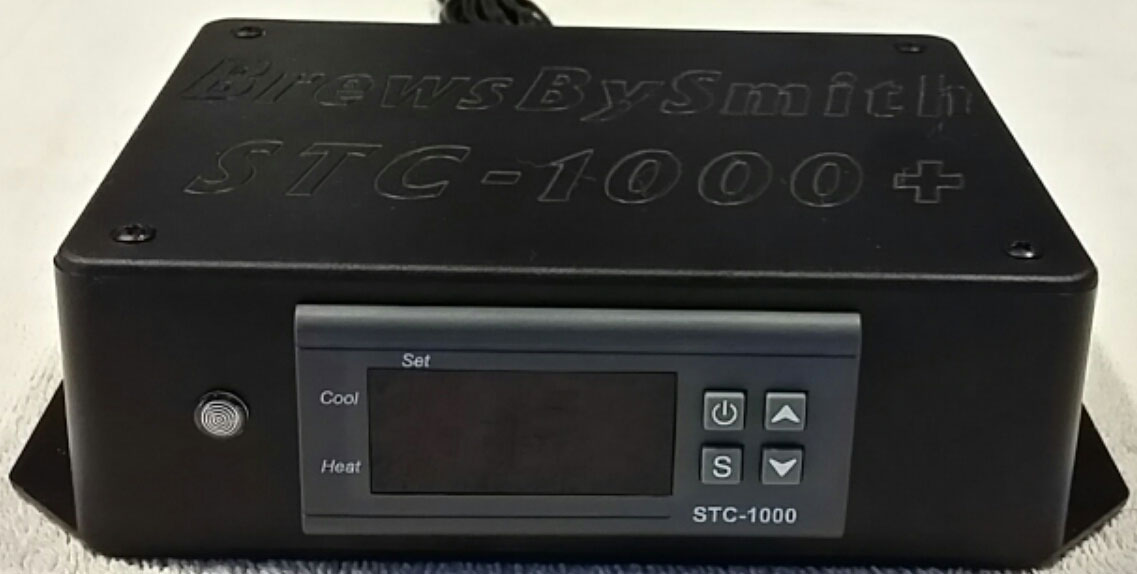 BrewsBySmith
STC-1000+
Set
Cool
Heat
S
STC-1000